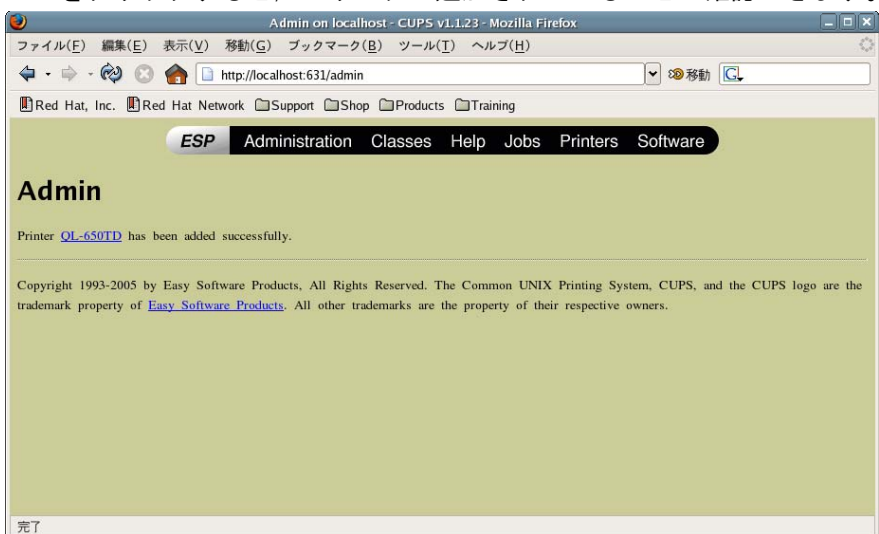 Admin on localhost - CUPS v1.1.23 - Mozilla Firefox
ファイル(F) 編集(E) 表示(V) 移動(G) ブックマーク(B) ツール(T) ヘルプ(H)
http://localhost:631/admin 移動 G
Red Hat, Inc. Red Hat Network Support Shop Products Training
ESP Administration Classes Help Jobs Printers Software
Admin
Printer QL-650TD has been added successfully.
Copyright 1993-2005 by Easy Software Products, All Rights Reserved. The Common UNIX Printing System, CUPS, and the CUPS logo are the
trademark property of Easy Software Products. All other trademarks are the property of their respective owners.
完了